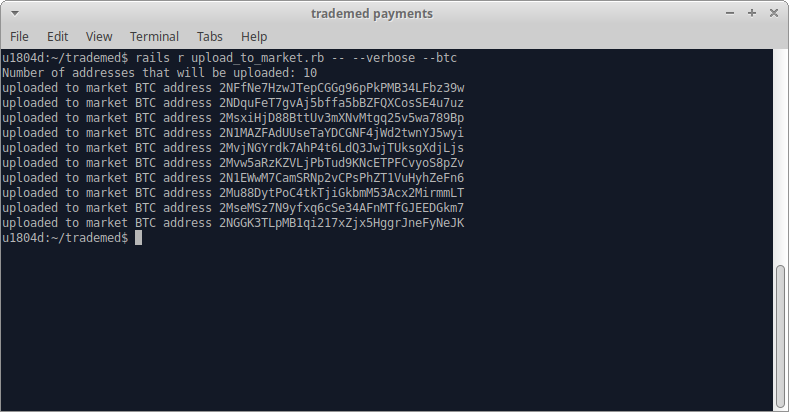 trademed payments
File Edit View Terminal Tabs Help
u1804d:~/trademed$ rails r upload_to_market.rb -- --verbose --btc
Number of addresses that will be uploaded: 10
uploaded to market BTC address 2NFfNe7HzwJTepCGGg96pPkPMB34LFbz39w
uploaded to market BTC address 2NDquFeT7gvAj5bffa5bBZFQXCosSE4u7uz
uploaded to market BTC address 2MsxiHjD88BttUv3mXNvMtgq25v5wa789Bp
uploaded to market BTC address 2N1MAZFAdUUseTaYDCGNF4jWd2twnYJ5wyi
uploaded to market BTC address 2MvjNGYrdk7AhP4t6LdQ3JwjTUksgXdjLjs
uploaded to market BTC address 2Mvw5aRzKZVLjPbTud9KNcETPFCvyoS8pZv
uploaded to market BTC address 2N1EWwM7CamSRNp2vCPsPhZT1VuHyhZeFn6
uploaded to market BTC address 2Mu88DytPoC4tkTjiGkbmM53Acx2MirmmLT
uploaded to market BTC address 2MseMSz7N9yfxq6cSe34AFnMTfGJEEDGkm7
uploaded to market BTC address 2NGGK3TLpMB1qi217xZjx5HggrJneFyNeJK
u1804d:~/trademed$